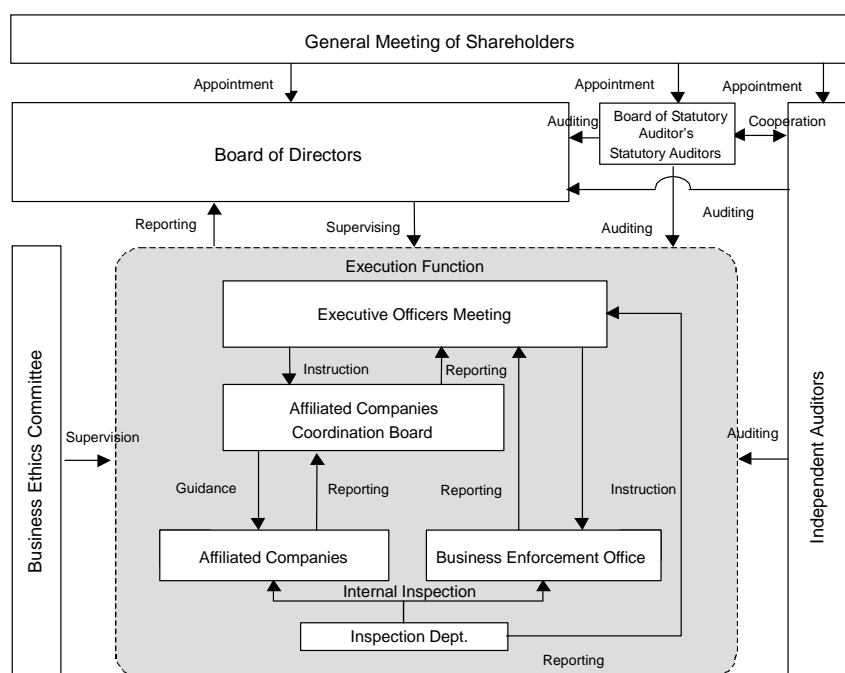 General Meeting of Shareholders
Appointment
Appointment
Appointment
Board of Directors
Auditing
Board of Statutory
Auditor's
Statutory Auditors
Cooperation
Reporting
Supervising
Auditing
Auditing
Execution Function
Executive Officers Meeting
Instruction
Reporting
Affiliated Companies
Coordination Board
Business Ethics Committee
Supervision
Auditing
Independent Auditors
Guidance
Reporting
Reporting
Instruction
Affiliated Companies
Business Enforcement Office
Internal Inspection
Inspection Dept.
Reporting